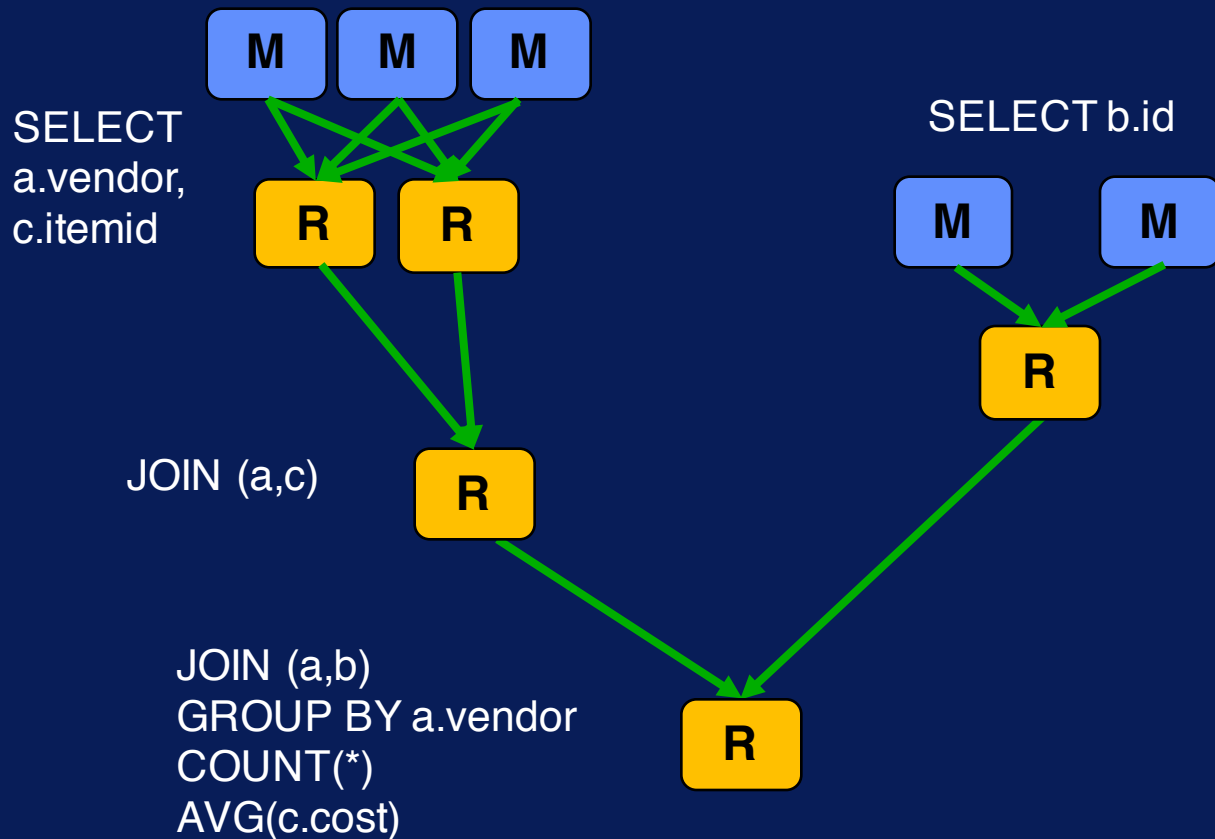 M M M
SELECT
a.vendor,
c.itemid
SELECT b.id
R R
M M
R
JOIN (a,c)
R
JOIN (a,b)
GROUP BY a.vendor
COUNT(*)
AVG(c.cost)
R